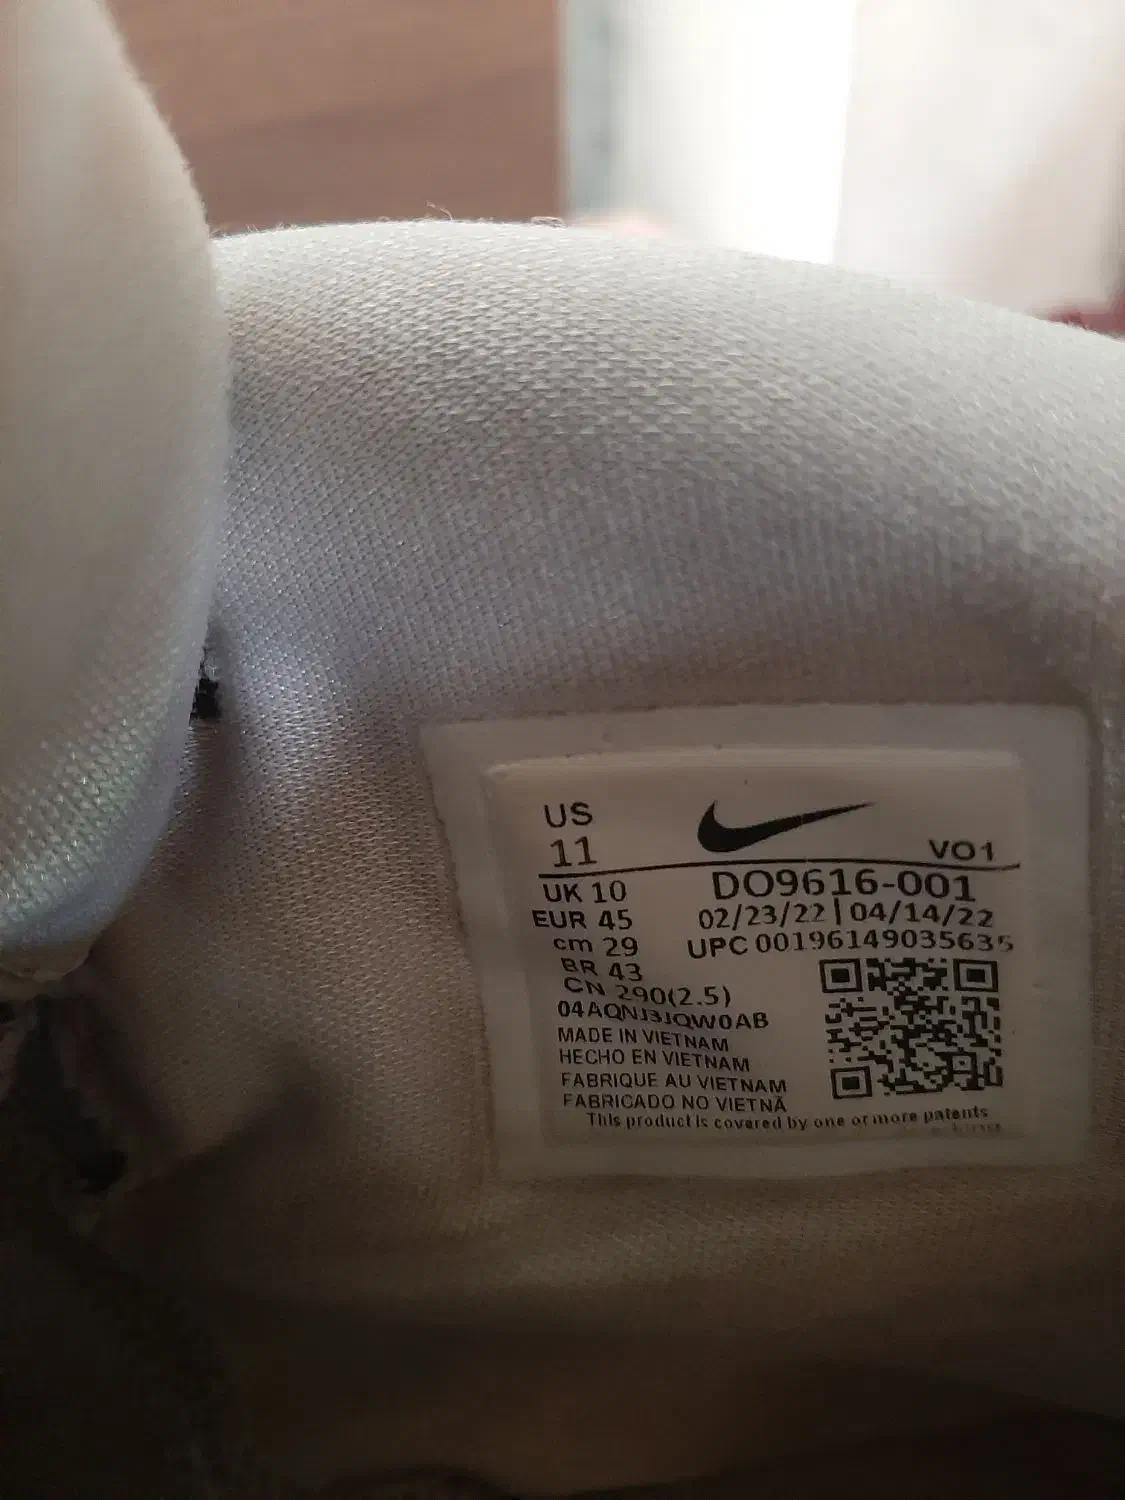 US
11
VO1
UK 10
DO9616-001
EUR 45
02/23/22 | 04/14/22
cm 29
UPC 00196149035635
BR 43
CN 290(2.5)
04AQNJ3JQW0AB
MADE IN VIETNAM
HECHO EN VIETNAM
FABRIQUE AU VIETNAM
FABRICADO NO VIETNÃ
This product is covered by one or more patents